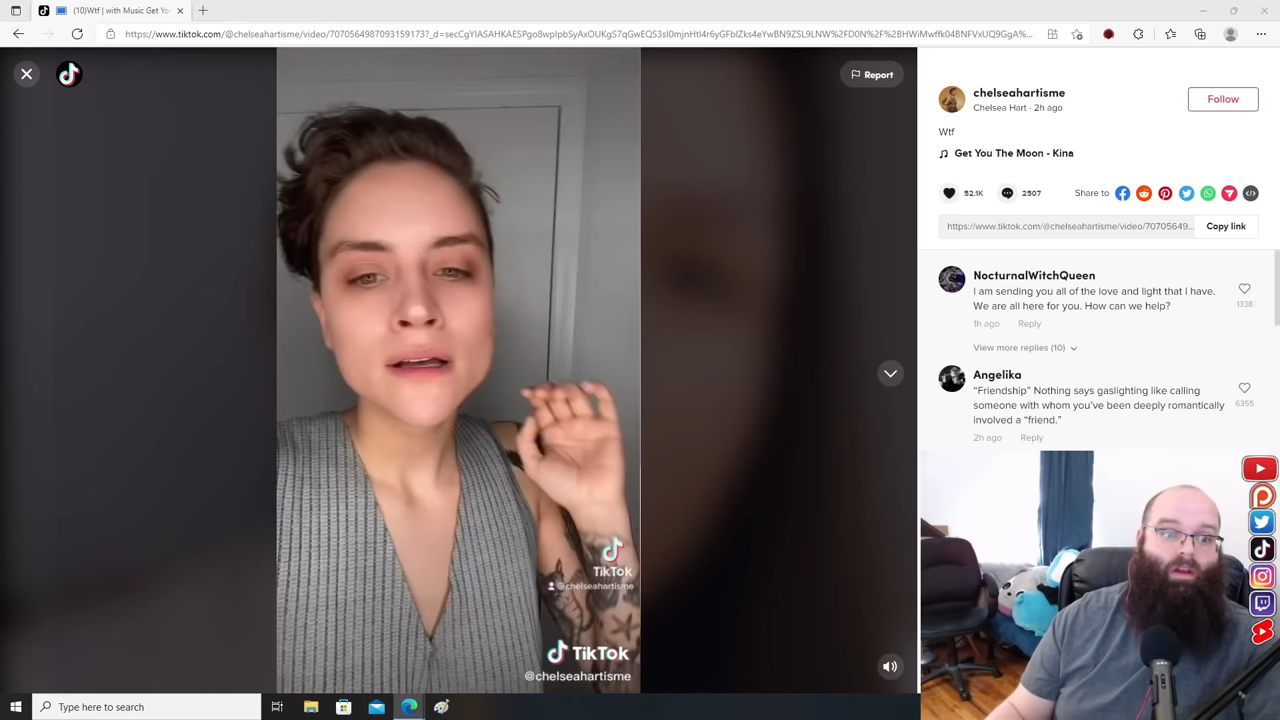 (10)Wtf | with Music Get Yo
https://www.tiktok.com/@chelseahartisme/video/7070564987093159173?_d=
Report
TikTok
@chelseahartisme
TikTok
@chelseahartisme
chelseahartisme
Chelsea Hart · 2h ago
Follow
Wtf
Get You The Moon - Kina
52.1K
2507
Share to
https://www.tiktok.com/@chelseahartisme/video/70705649...
Copy link
NocturnalWitchQueen
I am sending you all of the love and light that I have.
We are all here for you. How can we help?
1338
1h ago Reply
View more replies (10)
Angelika
“Friendship” Nothing says gaslighting like calling
someone with whom you’ve been deeply romantically
involved a “friend.”
6355
2h ago Reply
Type here to search